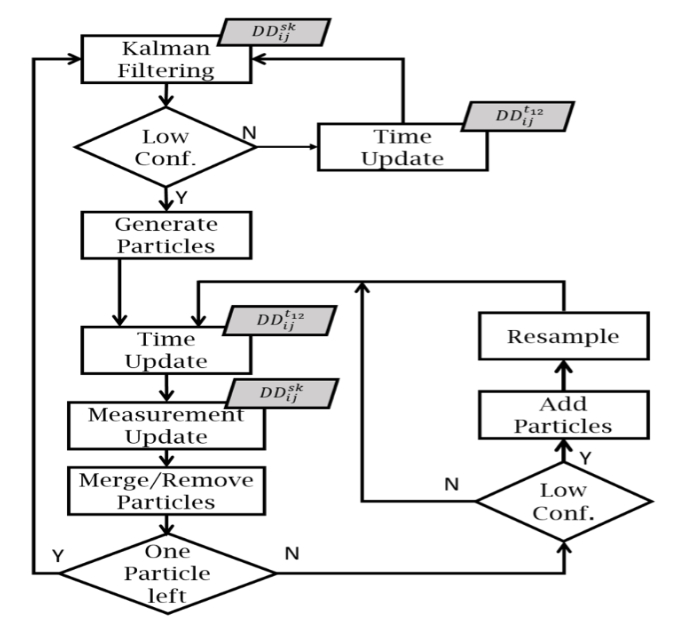 DD_{ij}^{sk}
Kalman
Filtering
DD_{ij}^{t_{12}}
Time
Update
Low
Conf.
N
Y
Generate
Particles
DD_{ij}^{t_{12}}
Time
Update
DD_{ij}^{sk}
Measurement
Update
Merge/Remove
Particles
One
Particle
left
Y
N
Low
Conf.
N
Y
Add
Particles
Resample